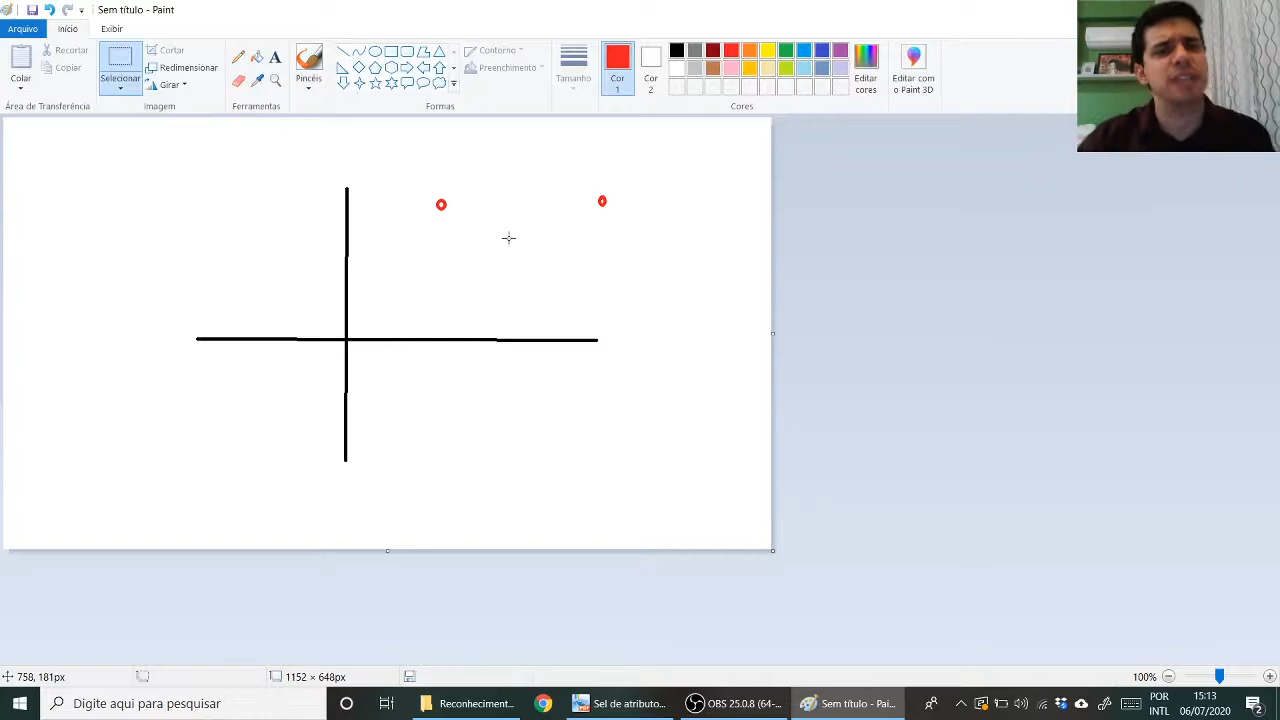 Sem título - Paint
Arquivo Início Exibir
Colar
Recortar
Copiar
Área de Transferência
Selecionar
Cortar
Redimensionar
Girar
Imagem
Ferramentas
Pincéis
Formas
Contorno
Preenchimento
Tamanho
Cor 1
Cor 2
Editar cores
Cores
Editar com o Paint 3D
758, 181px
1152 × 648px
100%
Digite aqui para pesquisar
Reconheciment...
Sel de atributo...
OBS 25.0.8 (64-...
Sem título - Pai...
POR
INTL
15:13
06/07/2020
2